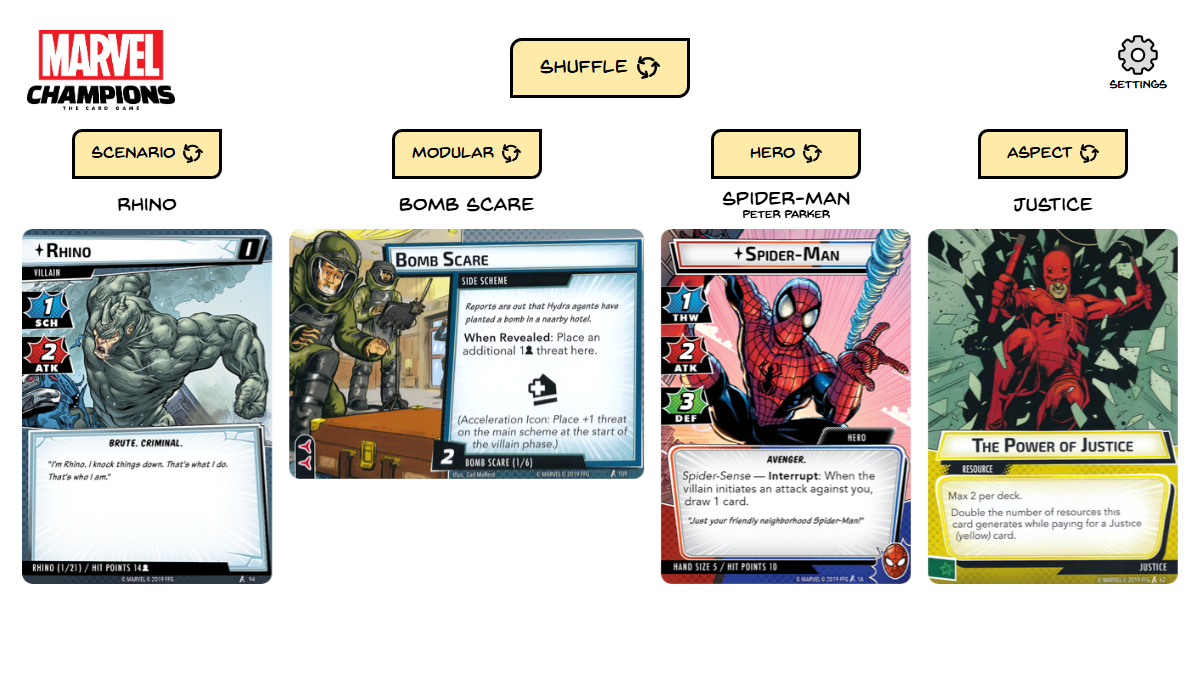 MARVEL
CHAMPIONS
THE CARD GAME
SHUFFLE
SETTINGS
SCENARIO
MODULAR
HERO
ASPECT
RHINO
BOMB SCARE
SPIDER-MAN
PETER PARKER
JUSTICE
RHINO
I
VILLAIN
1
SCH
2
ATK
BRUTE. CRIMINAL.
"I'm Rhino. I knock things down. That's what I do.
That's who I am."
RHINO (1/21) / HIT POINTS 14
© MARVEL © 2019 FFG
94
BOMB SCARE
SIDE SCHEME
Reports are out that Hydra agents have
planted a bomb in a nearby hotel.
When Revealed: Place an
additional 1 threat here.
(Acceleration Icon: Place +1 threat
on the main scheme at the start of
the villain phase.)
2
BOMB SCARE (1/6)
© MARVEL © 2019 FFG
109
SPIDER-MAN
1
THW
2
ATK
3
DEF
HERO
AVENGER.
Spider-Sense — Interrupt: When the
villain initiates an attack against you,
draw 1 card.
"Just your friendly neighborhood Spider-Man!"
HAND SIZE 5 / HIT POINTS 10
© MARVEL © 2019 FFG
1A
THE POWER OF JUSTICE
RESOURCE
Max 2 per deck.
Double the number of resources this
card generates while paying for a Justice
(yellow) card.
JUSTICE
© MARVEL © 2019 FFG
62